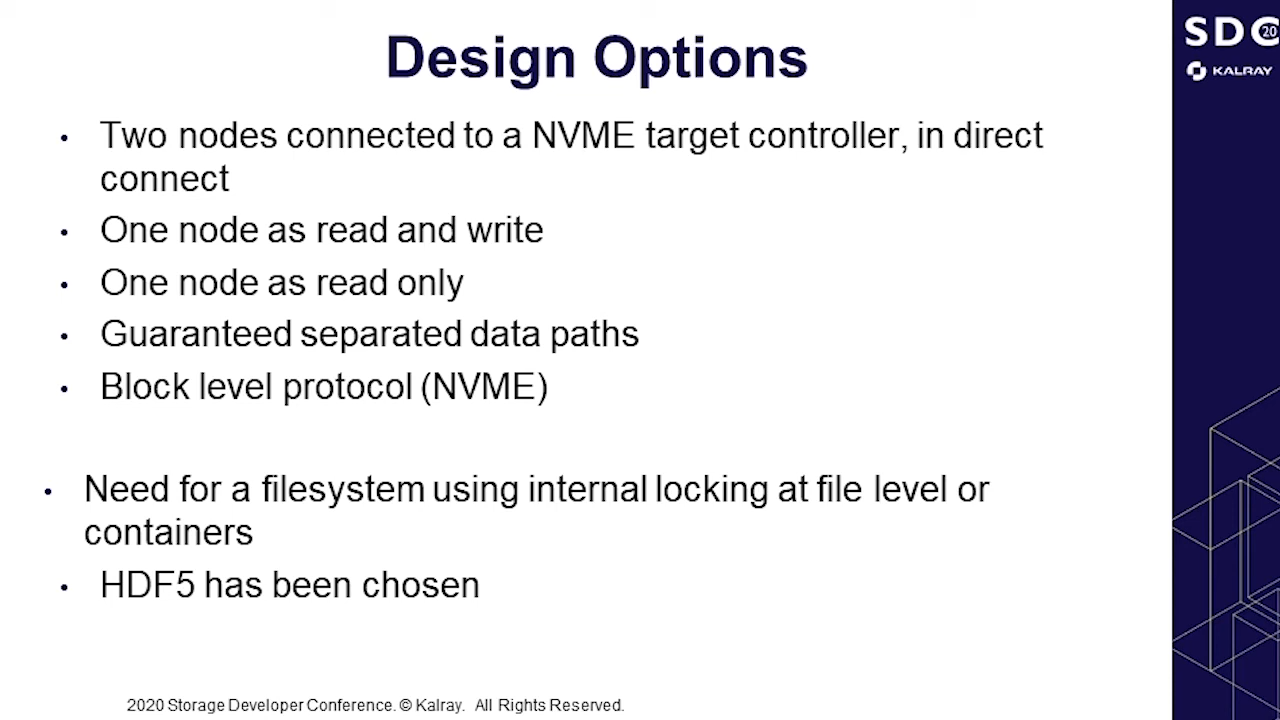 Design Options
SDC
20
KALRAY
• Two nodes connected to a NVME target controller, in direct
connect
• One node as read and write
• One node as read only
• Guaranteed separated data paths
• Block level protocol (NVME)
• Need for a filesystem using internal locking at file level or
containers
• HDF5 has been chosen
2020 Storage Developer Conference. © Kalray. All Rights Reserved.